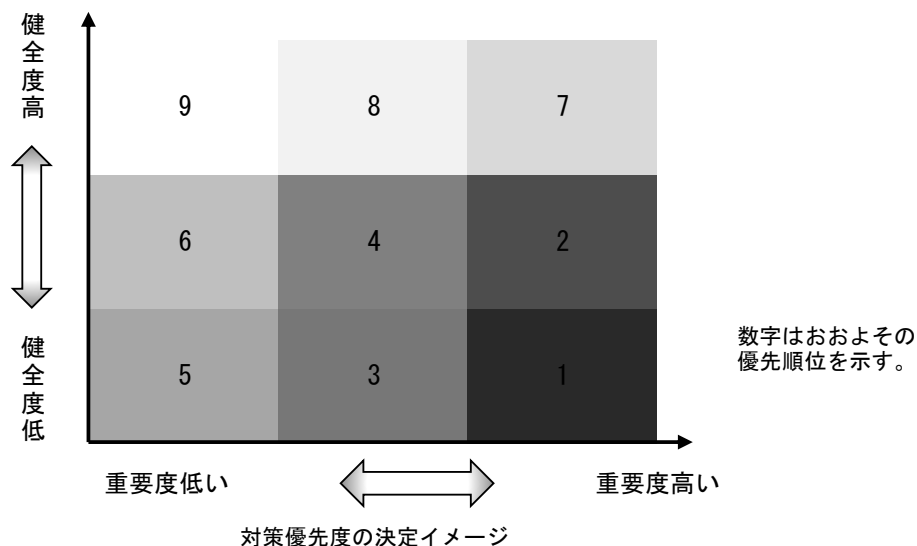 健全度高
9 8 7
6 4 2
健全度低
5 3 1
数字はおおよその
優先順位を示す。
重要度低い 重要度高い
対策優先度の決定イメージ